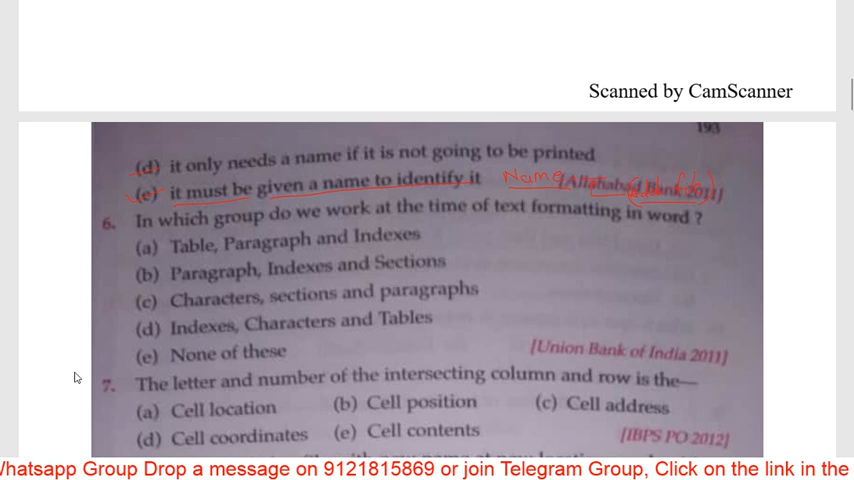 Scanned by CamScanner
193
(d) it only needs a name if it is not going to be printed
(e) it must be given a name to identify it Name [Allahabad Bank 2011]
6. In which group do we work at the time of text formatting in word ?
(a) Table, Paragraph and Indexes
(b) Paragraph, Indexes and Sections
(c) Characters, sections and paragraphs
(d) Indexes, Characters and Tables
(e) None of these [Union Bank of India 2011]
7. The letter and number of the intersecting column and row is the—
(a) Cell location (b) Cell position (c) Cell address
(d) Cell coordinates (e) Cell contents [IBPS PO 2012]
Whatsapp Group Drop a message on 9121815869 or join Telegram Group, Click on the link in the